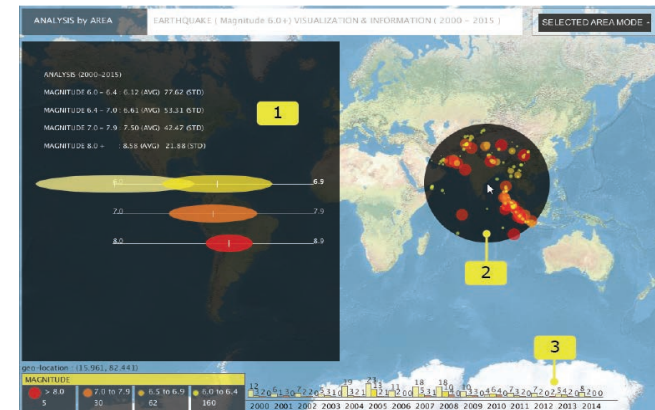 ANALYSIS by AREA
EARTHQUAKE ( Magnitude 6.0+) VISUALIZATION & INFORMATION ( 2000 - 2015 )
SELECTED AREA MODE
ANALYSIS (2000-2015)
MAGNITUDE 6.0 - 6.4 : 6.12 (AVG) 77.62 (STD)
MAGNITUDE 6.4 - 7.0 : 6.61 (AVG) 53.31 (STD)
MAGNITUDE 7.0 - 7.9 : 7.50 (AVG) 42.47 (STD)
MAGNITUDE 8.0 + : 8.58 (AVG) 21.88 (STD)
1
6.0 6.9
7.0 7.9
8.0 8.9
2
3
geo-location : (15.961, 82.441)
MAGNITUDE
> 8.0 7.0 to 7.9 6.5 to 6.9 6.0 to 6.4
5 30 62 160
2000 2001 2002 2003 2004 2005 2006 2007 2008 2009 2010 2011 2012 2013 2014